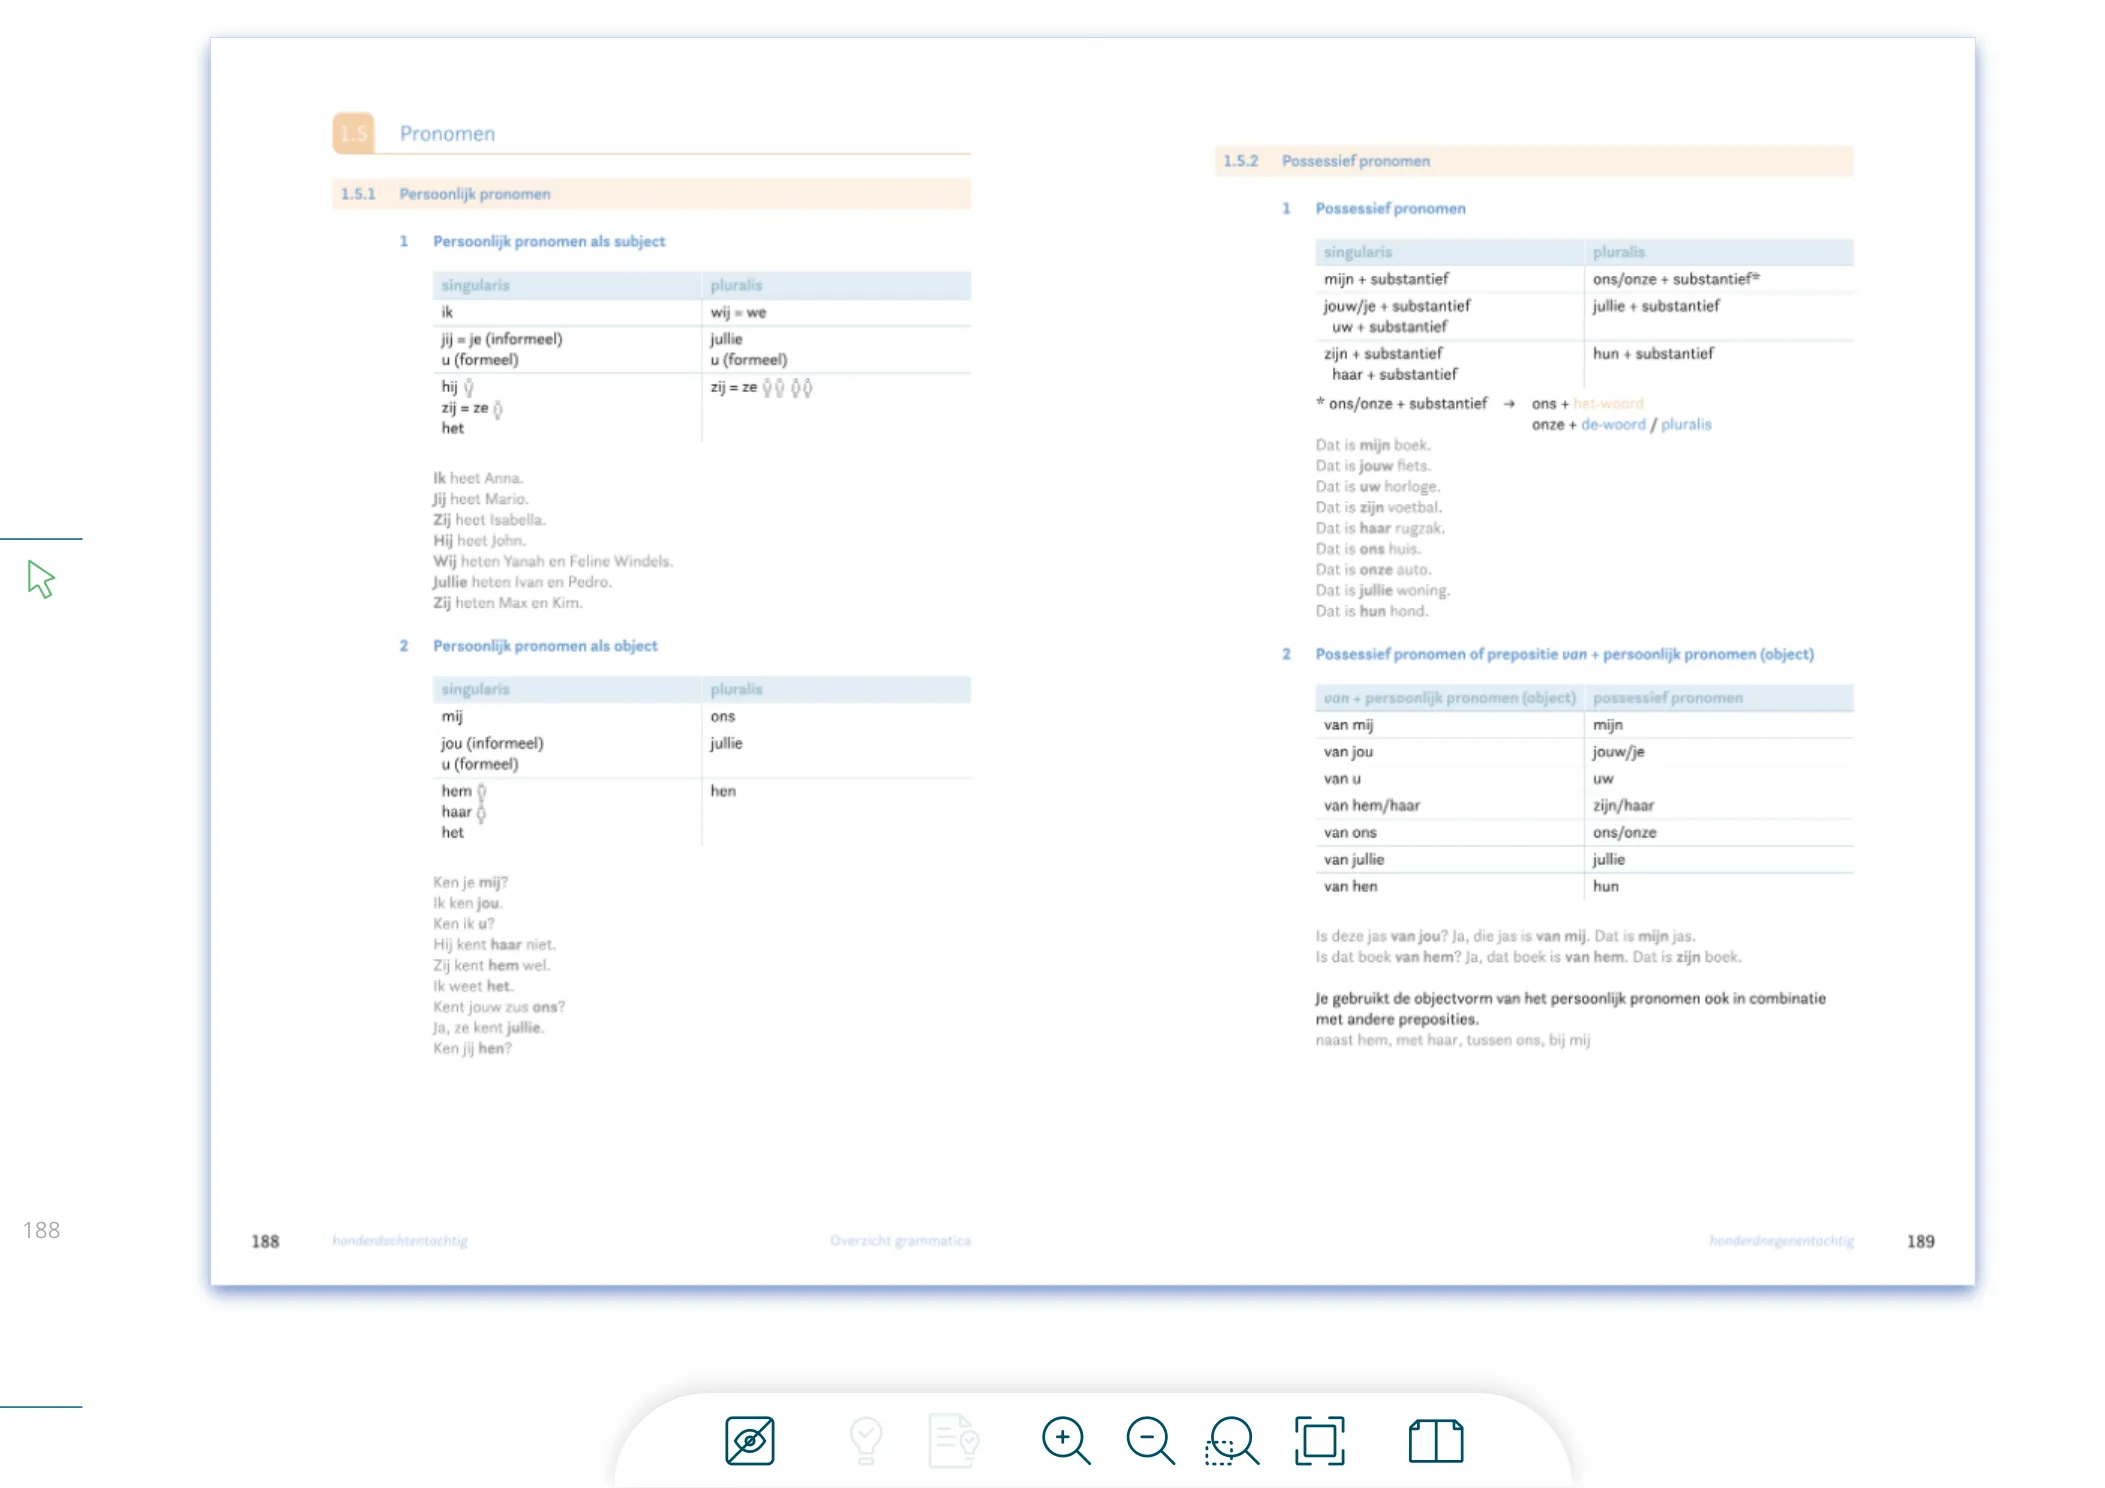 1.5 Pronomen
1.5.1 Persoonlijk pronomen
1 Persoonlijk pronomen als subject
singularis pluralis
ik wij = we
jij = je (informeel) jullie
u (formeel) u (formeel)
hij zij = ze
zij = ze
het
Ik heet Anna.
Jij heet Mario.
Zij heet Isabella.
Hij heet John.
Wij heten Yanah en Feline Windels.
Jullie heten Ivan en Pedro.
Zij heten Max en Kim.
2 Persoonlijk pronomen als object
singularis pluralis
mij ons
jou (informeel) jullie
u (formeel)
hem hen
haar
het
Ken je mij?
Ik ken jou.
Ken ik u?
Hij kent haar niet.
Zij kent hem wel.
Ik weet het.
Kent jouw zus ons?
Ja, ze kent jullie.
Ken jij hen?
188 honderdachtentachtig Overzicht grammatica
1.5.2 Possessief pronomen
1 Possessief pronomen
singularis pluralis
mijn + substantief ons/onze + substantief*
jouw/je + substantief jullie + substantief
uw + substantief
zijn + substantief hun + substantief
haar + substantief
* ons/onze + substantief → ons + het-woord
onze + de-woord / pluralis
Dat is mijn boek.
Dat is jouw fiets.
Dat is uw horloge.
Dat is zijn voetbal.
Dat is haar rugzak.
Dat is ons huis.
Dat is onze auto.
Dat is jullie woning.
Dat is hun hond.
2 Possessief pronomen of prepositie van + persoonlijk pronomen (object)
van + persoonlijk pronomen (object) possessief pronomen
van mij mijn
van jou jouw/je
van u uw
van hem/haar zijn/haar
van ons ons/onze
van jullie jullie
van hen hun
Is deze jas van jou? Ja, die jas is van mij. Dat is mijn jas.
Is dat boek van hem? Ja, dat boek is van hem. Dat is zijn boek.
Je gebruikt de objectvorm van het persoonlijk pronomen ook in combinatie
met andere preposities.
naast hem, met haar, tussen ons, bij mij
honderdnegenentachtig 189
188